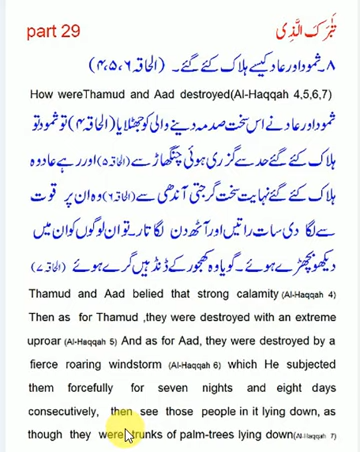 part 29
تَبٰرَكَ الَّذِی
۸۔ ثمود اور عاد کیسے ہلاک کئے گئے۔ (الحاقہ ۴،۵،۶)
How wereThamud and Aad destroyed(Al-Haqqah 4,5,6,7)
ثمود اور عاد نے اس سخت صدمہ دینے والی کو جھٹلایا (الحاقہ ۴) تو ثمود تو
ہلاک کئے گئے حد سے گزری ہوئی چنگھاڑ سے (الحاقہ ۵) اور رہے عاد وہ
ہلاک کئے گئے نہایت سخت گرجتی آندھی سے (الحاقہ ۶) وہ ان پر قوت
سے لگا دی سات راتیں اور آٹھ دن لگاتار۔ تو ان لوگوں کو ان میں
دیکھو بچھڑے ہوئے۔ گویا وہ کھجور کے ڈنڈ ہیں گرے ہوئے (الحاقہ ۷)
Thamud and Aad belied that strong calamity (Al-Haqqah 4)
Then as for Thamud ,they were destroyed with an extreme
uproar (Al-Haqqah 5) And as for Aad, they were destroyed by a
fierce roaring windstorm (Al-Haqqah 6) which He subjected
them forcefully for seven nights and eight days
consecutively, then see those people in it lying down, as
though they were trunks of palm-trees lying down(Al-Haqqah 7)